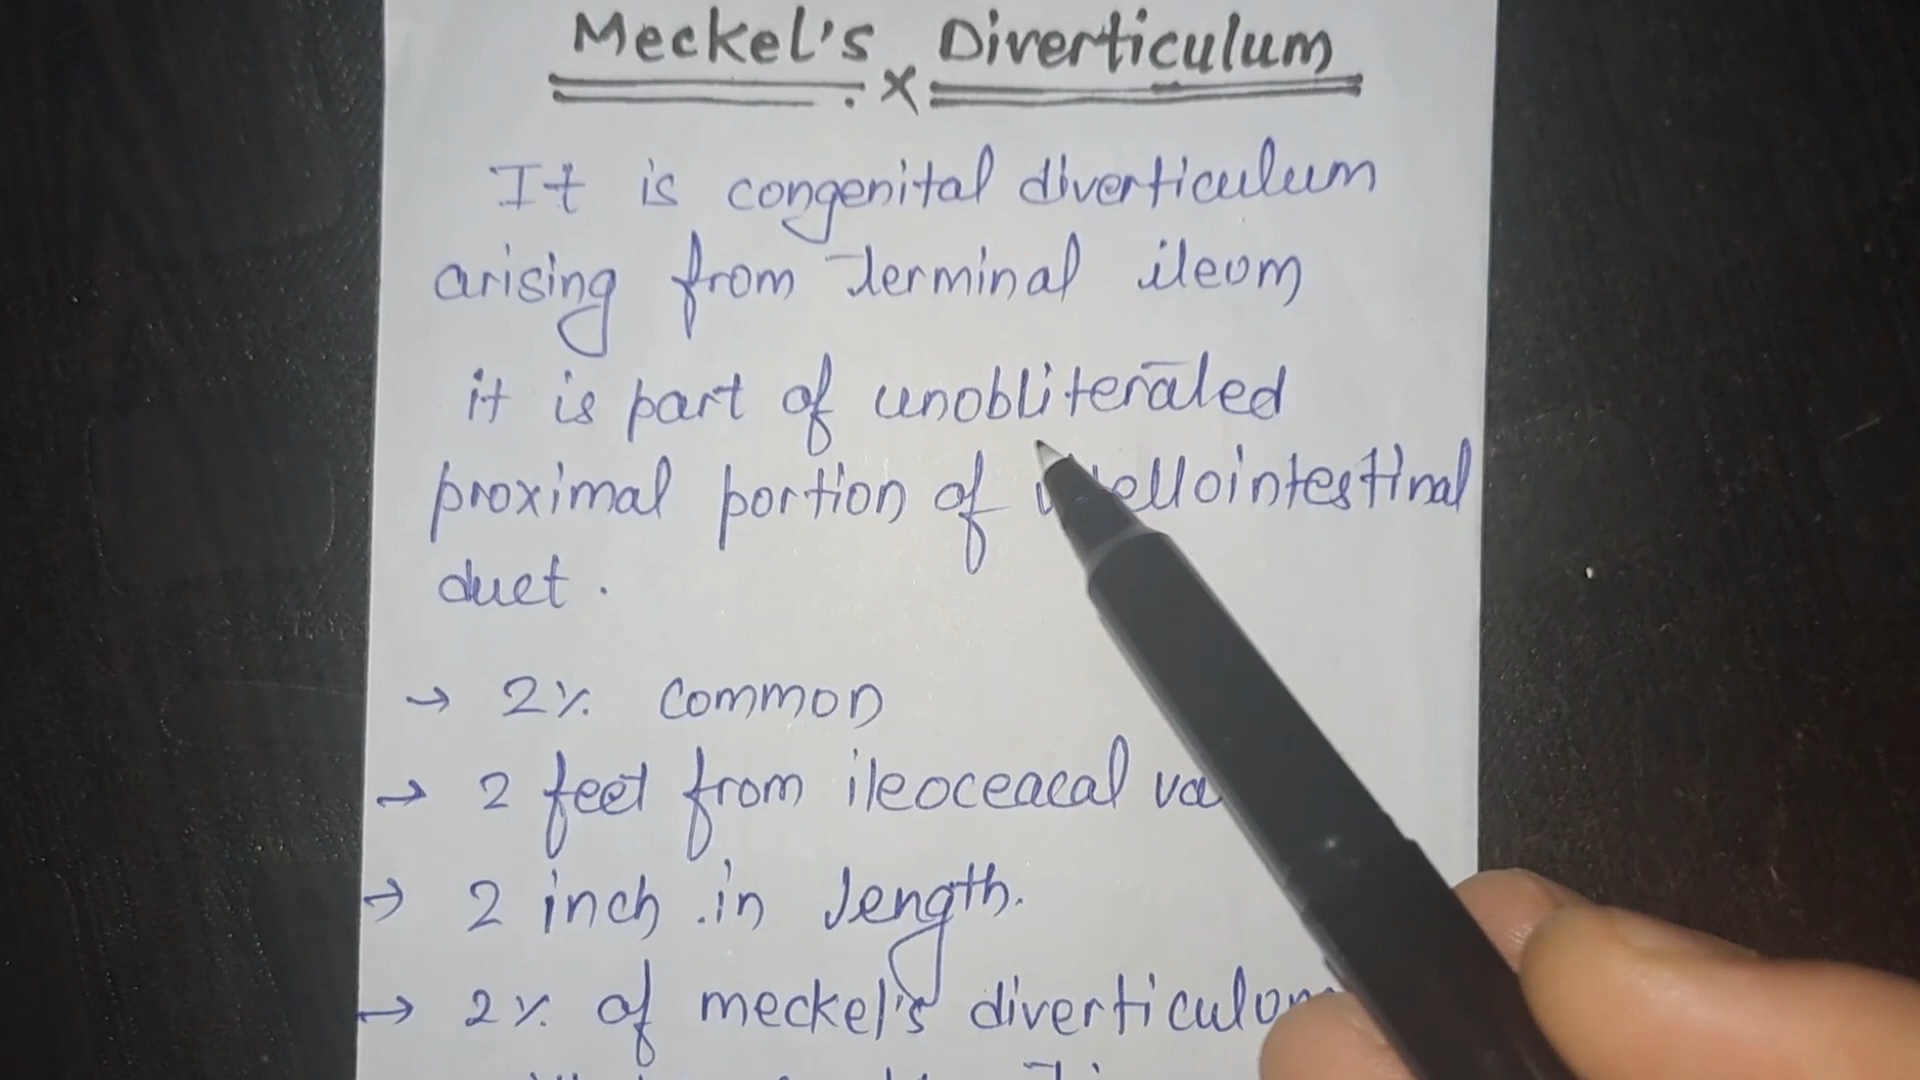 Meckel's Diverticulum
It is congenital diverticulum
arising from terminal ileum
it is part of unobliterated
proximal portion of
duct.
→ 2% common
→ 2 feet from ileoceacal
→ 2 inch in length.
→ 2% of meckel's diverticulum